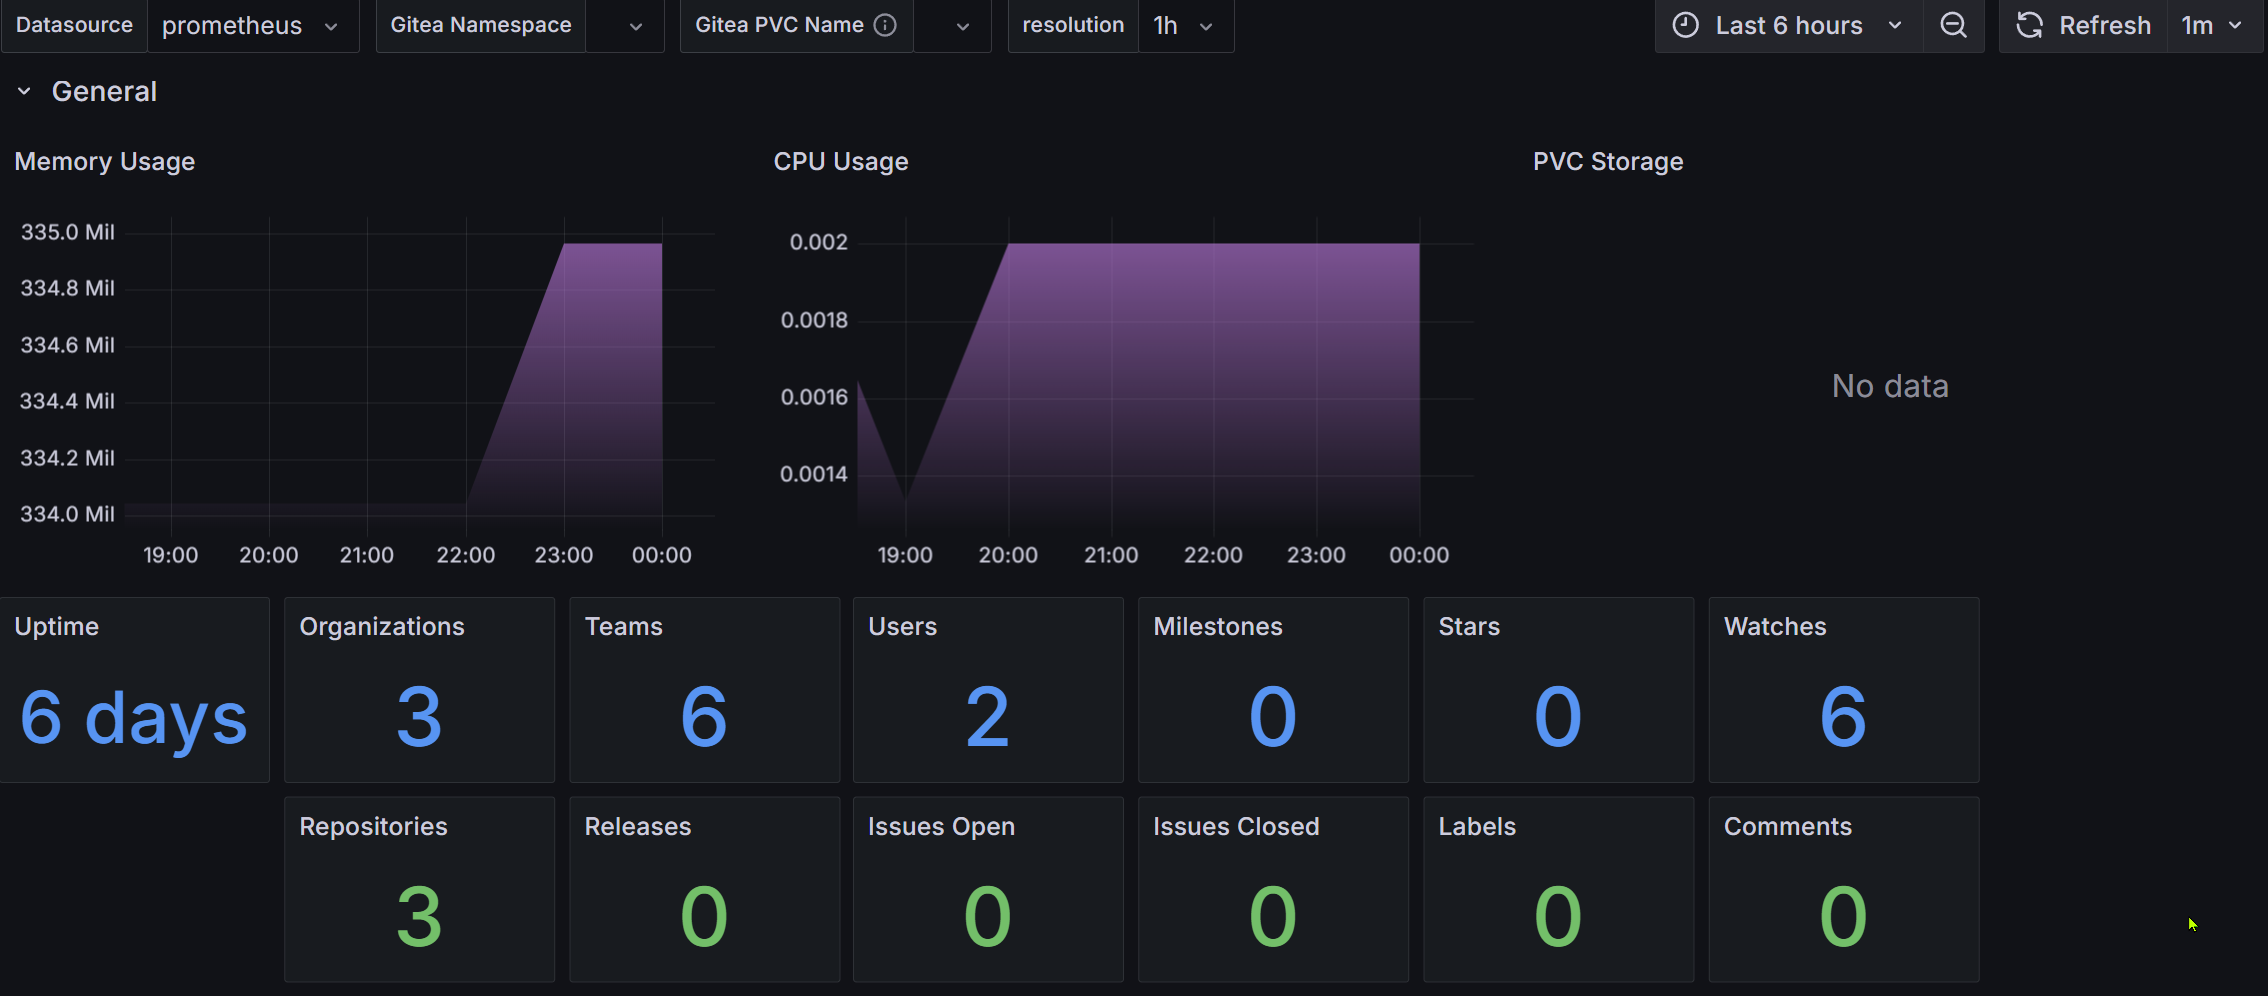 Datasource prometheus Gitea Namespace Gitea PVC Name resolution 1h Last 6 hours Refresh 1m
General
Memory Usage
335.0 Mil
334.8 Mil
334.6 Mil
334.4 Mil
334.2 Mil
334.0 Mil
19:00 20:00 21:00 22:00 23:00 00:00
CPU Usage
0.002
0.0018
0.0016
0.0014
19:00 20:00 21:00 22:00 23:00 00:00
PVC Storage
No data
Uptime
6 days
Organizations
3
Teams
6
Users
2
Milestones
0
Stars
0
Watches
6
Repositories
3
Releases
0
Issues Open
0
Issues Closed
0
Labels
0
Comments
0